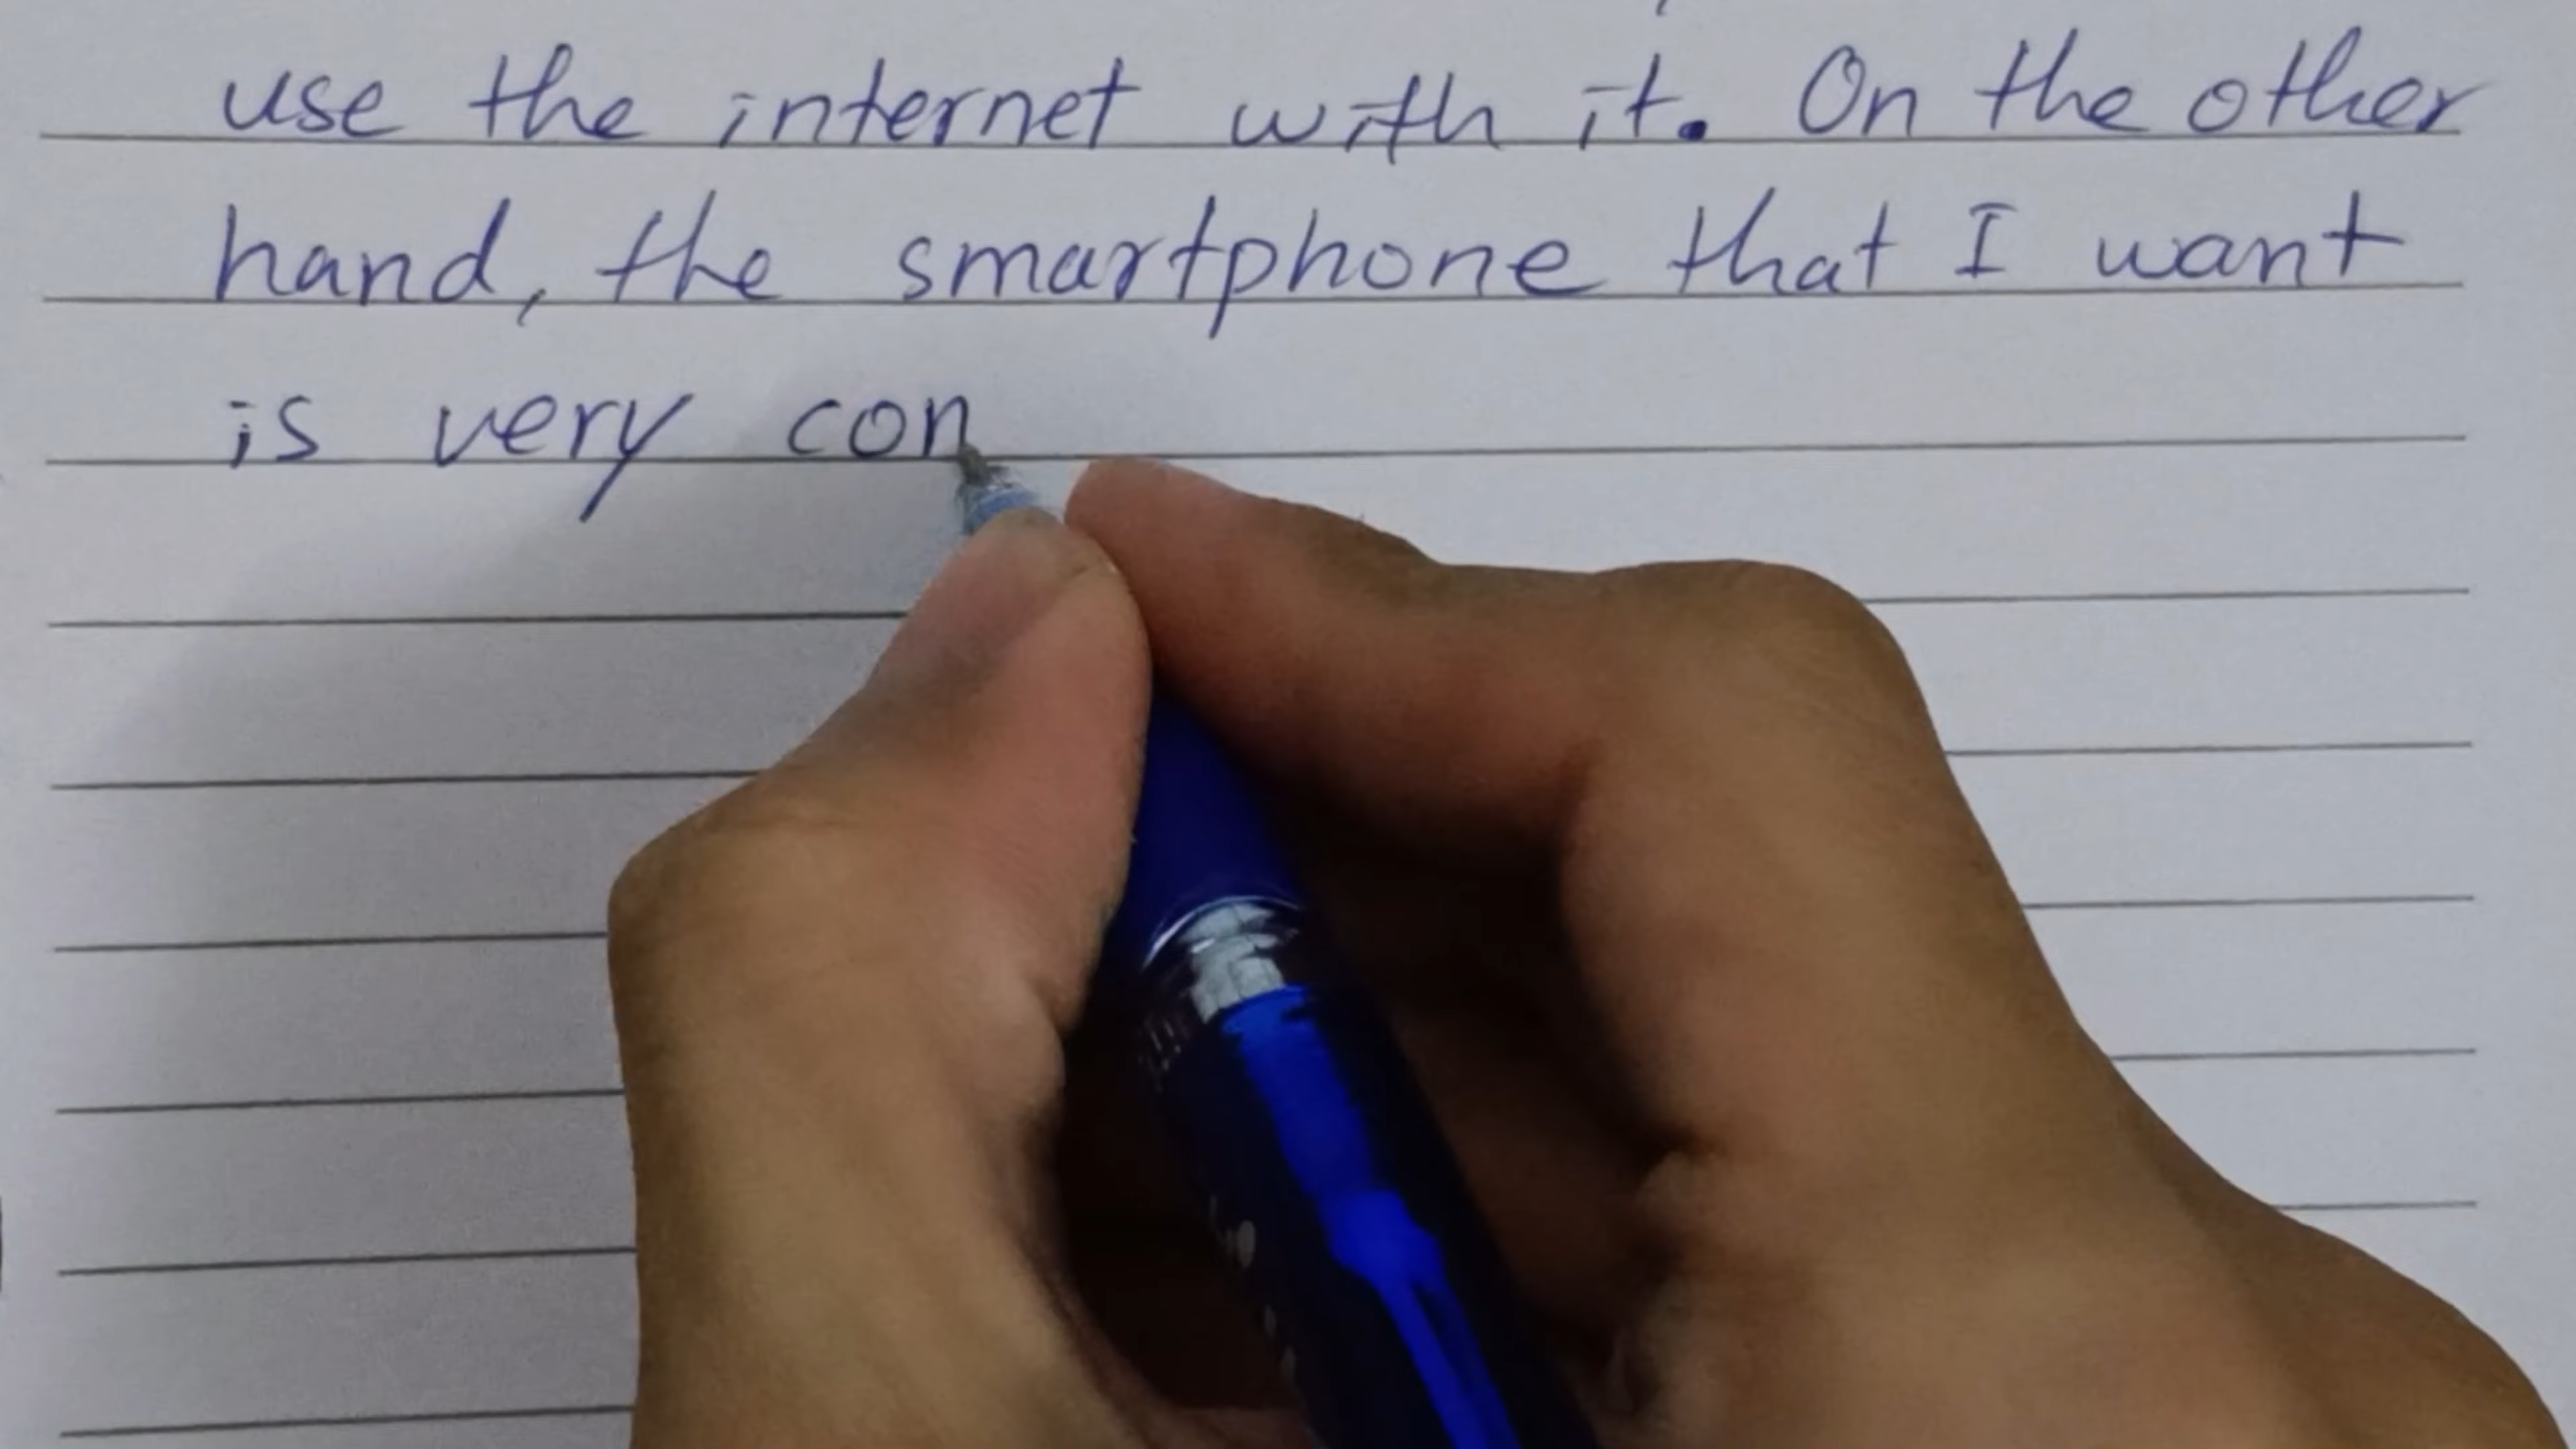 use the internet with it. On the other
hand, the smartphone that I want
is very con